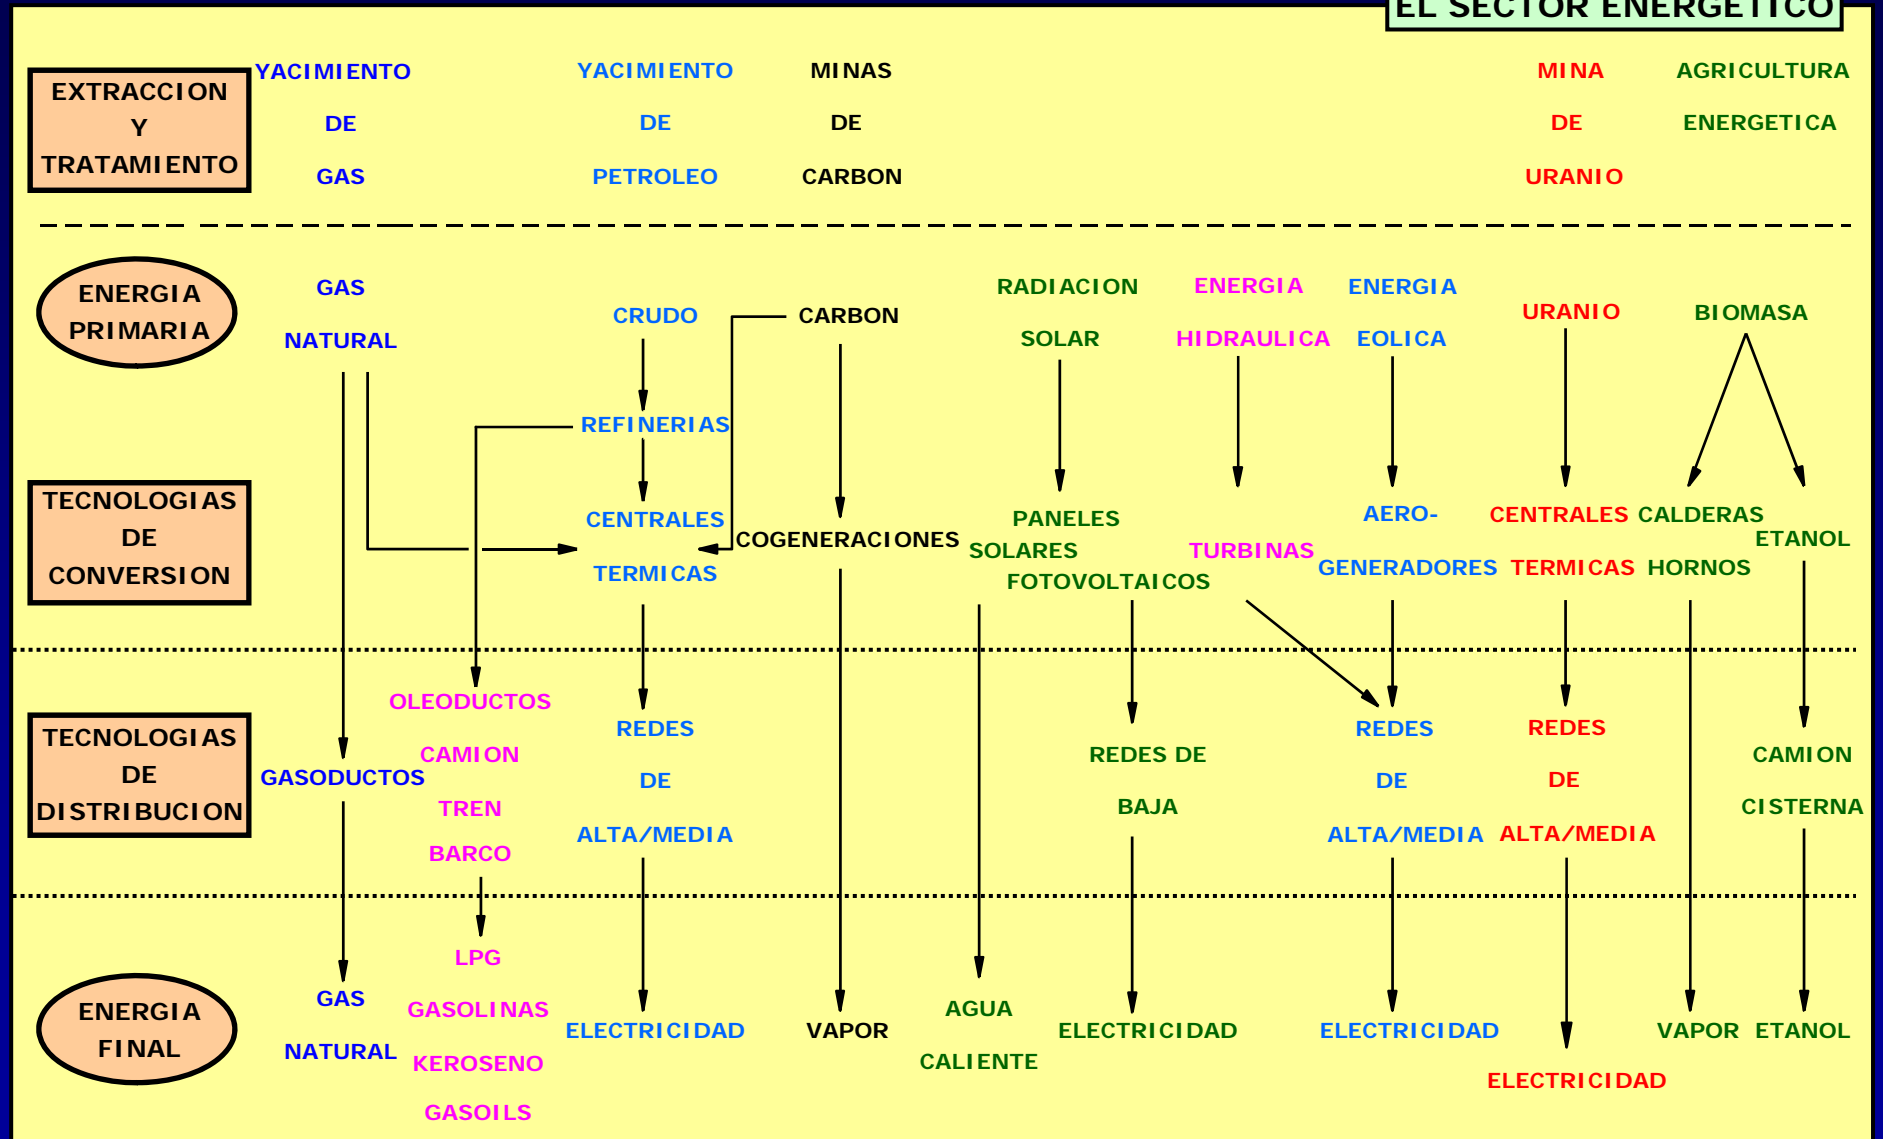 EL SECTOR ENERGETICO
EXTRACCION
Y
TRATAMIENTO
YACIMIENTO
DE
GAS
YACIMIENTO
DE
PETROLEO
MINAS
DE
CARBON
MINA
DE
URANIO
AGRICULTURA
ENERGETICA
ENERGIA
PRIMARIA
GAS
NATURAL
CRUDO
CARBON
RADIACION
SOLAR
ENERGIA
HIDRAULICA
ENERGIA
EOLICA
URANIO
BIOMASA
REFINERIAS
TECNOLOGIAS
DE
CONVERSION
CENTRALES
TERMICAS
COGENERACIONES
PANELES
SOLARES
FOTOVOLTAICOS
TURBINAS
AERO-
GENERADORES
CENTRALES
TERMICAS
CALDERAS
HORNOS
ETANOL
TECNOLOGIAS
DE
DISTRIBUCION
GASODUCTOS
OLEODUCTOS
CAMION
TREN
BARCO
REDES
DE
ALTA/MEDIA
REDES DE
BAJA
REDES
DE
ALTA/MEDIA
REDES
DE
ALTA/MEDIA
CAMION
CISTERNA
ENERGIA
FINAL
GAS
NATURAL
LPG
GASOLINAS
KEROSENO
GASOILS
ELECTRICIDAD
VAPOR
AGUA
CALIENTE
ELECTRICIDAD
ELECTRICIDAD
ELECTRICIDAD
VAPOR
ETANOL